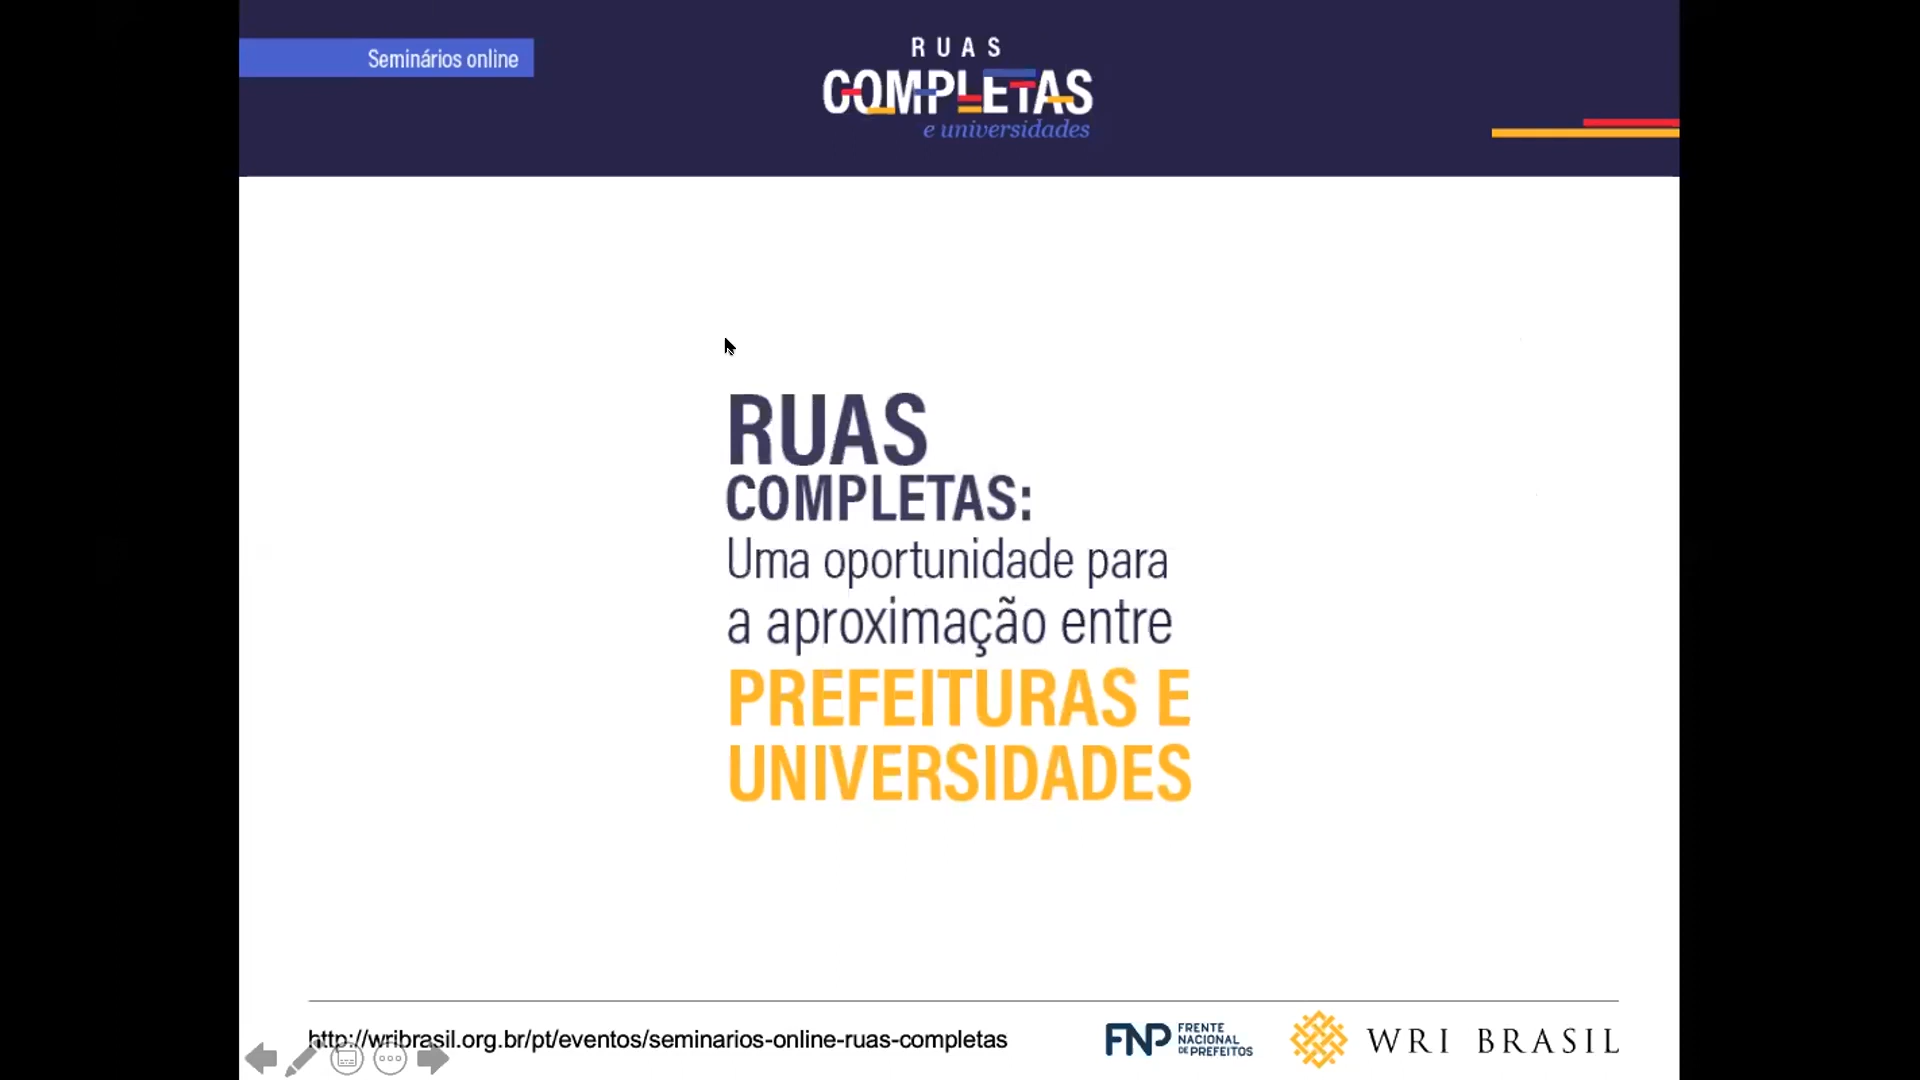 Seminários online
RUAS
COMPLETAS
e universidades
RUAS
COMPLETAS:
Uma oportunidade para
a aproximação entre
PREFEITURAS E
UNIVERSIDADES
http://wribrasil.org.br/pt/eventos/seminarios-online-ruas-completas
FNP
FRENTE
NACIONAL
DE PREFEITOS
WRI BRASIL